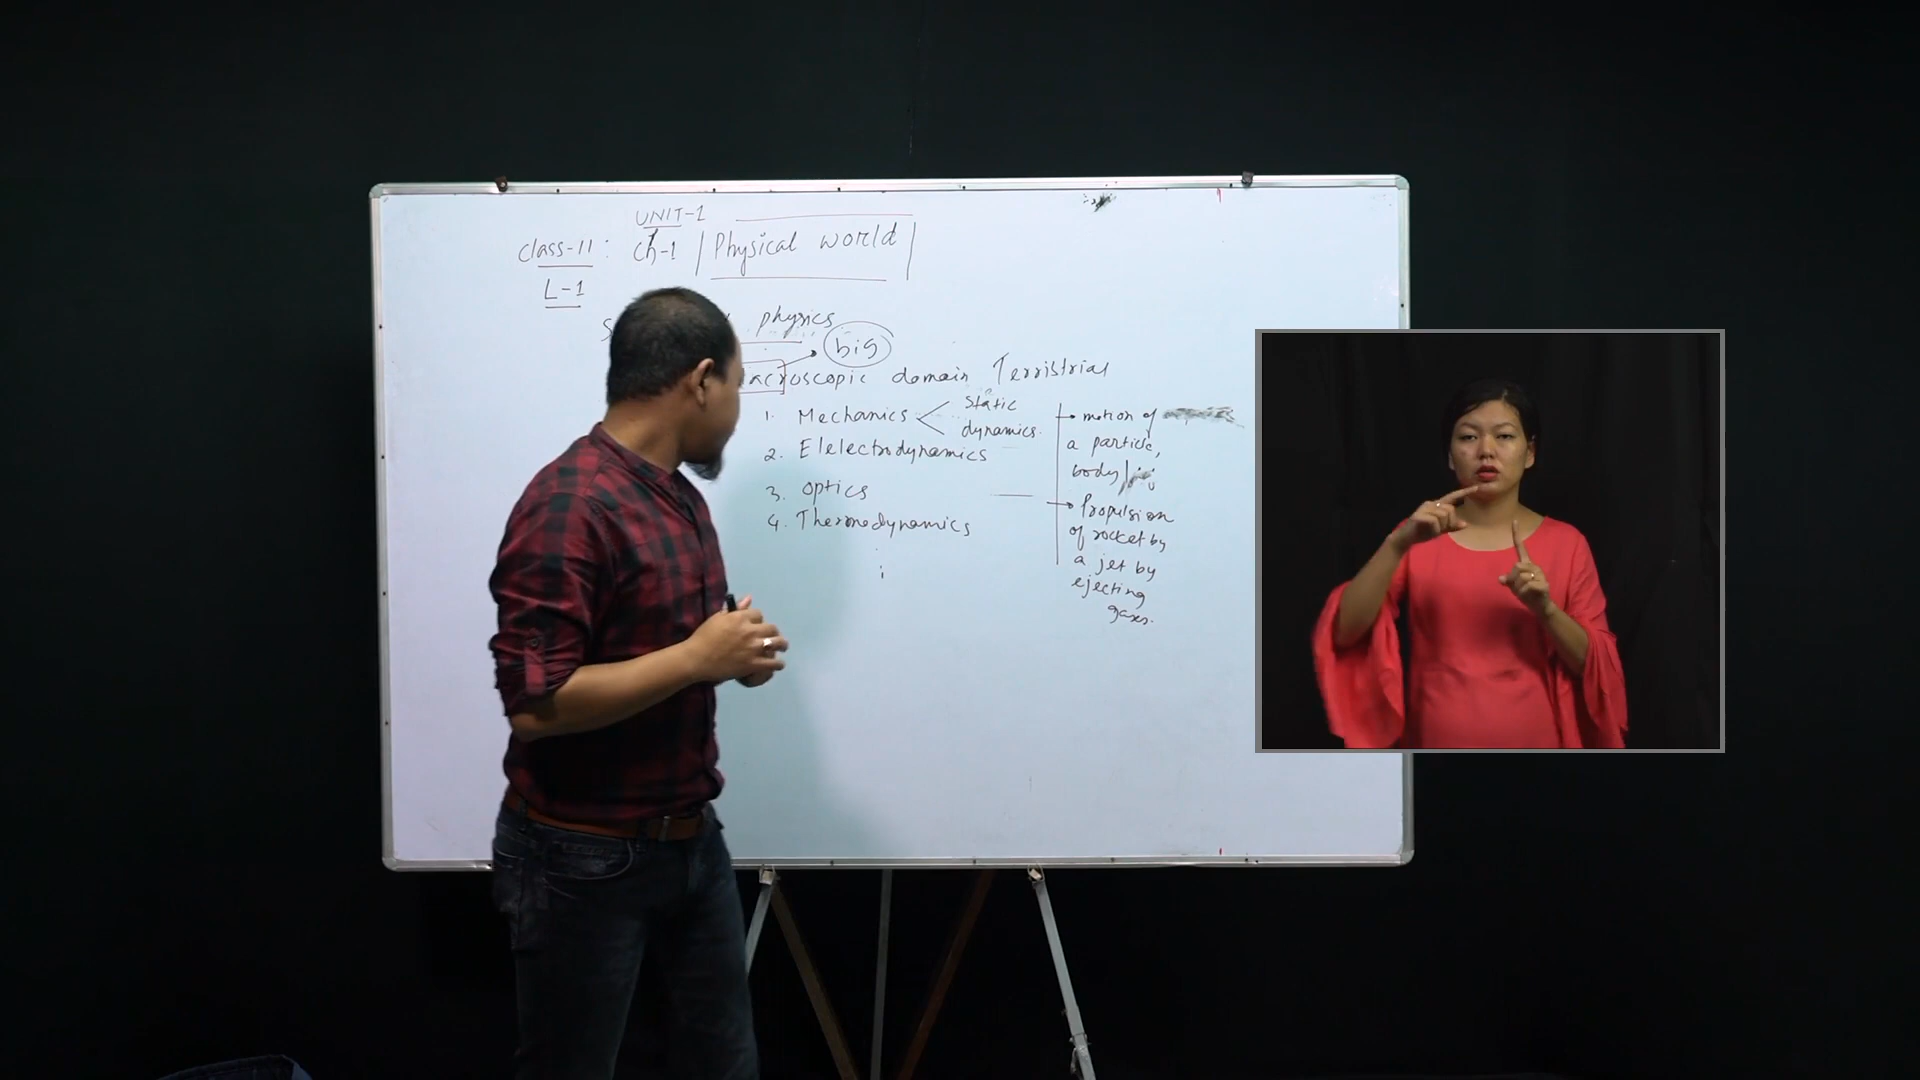 UNIT-1
Class-11: Ch-1 | Physical world |
L-1
physics
big
acroscopic domain Terristrial
1. Mechanics static
dynamics.
2. Elelectrodynamics
3. optics
4. Thermodynamics
motion of
a particle,
body
Propulsion
of rocket by
a jet by
ejecting
gases.